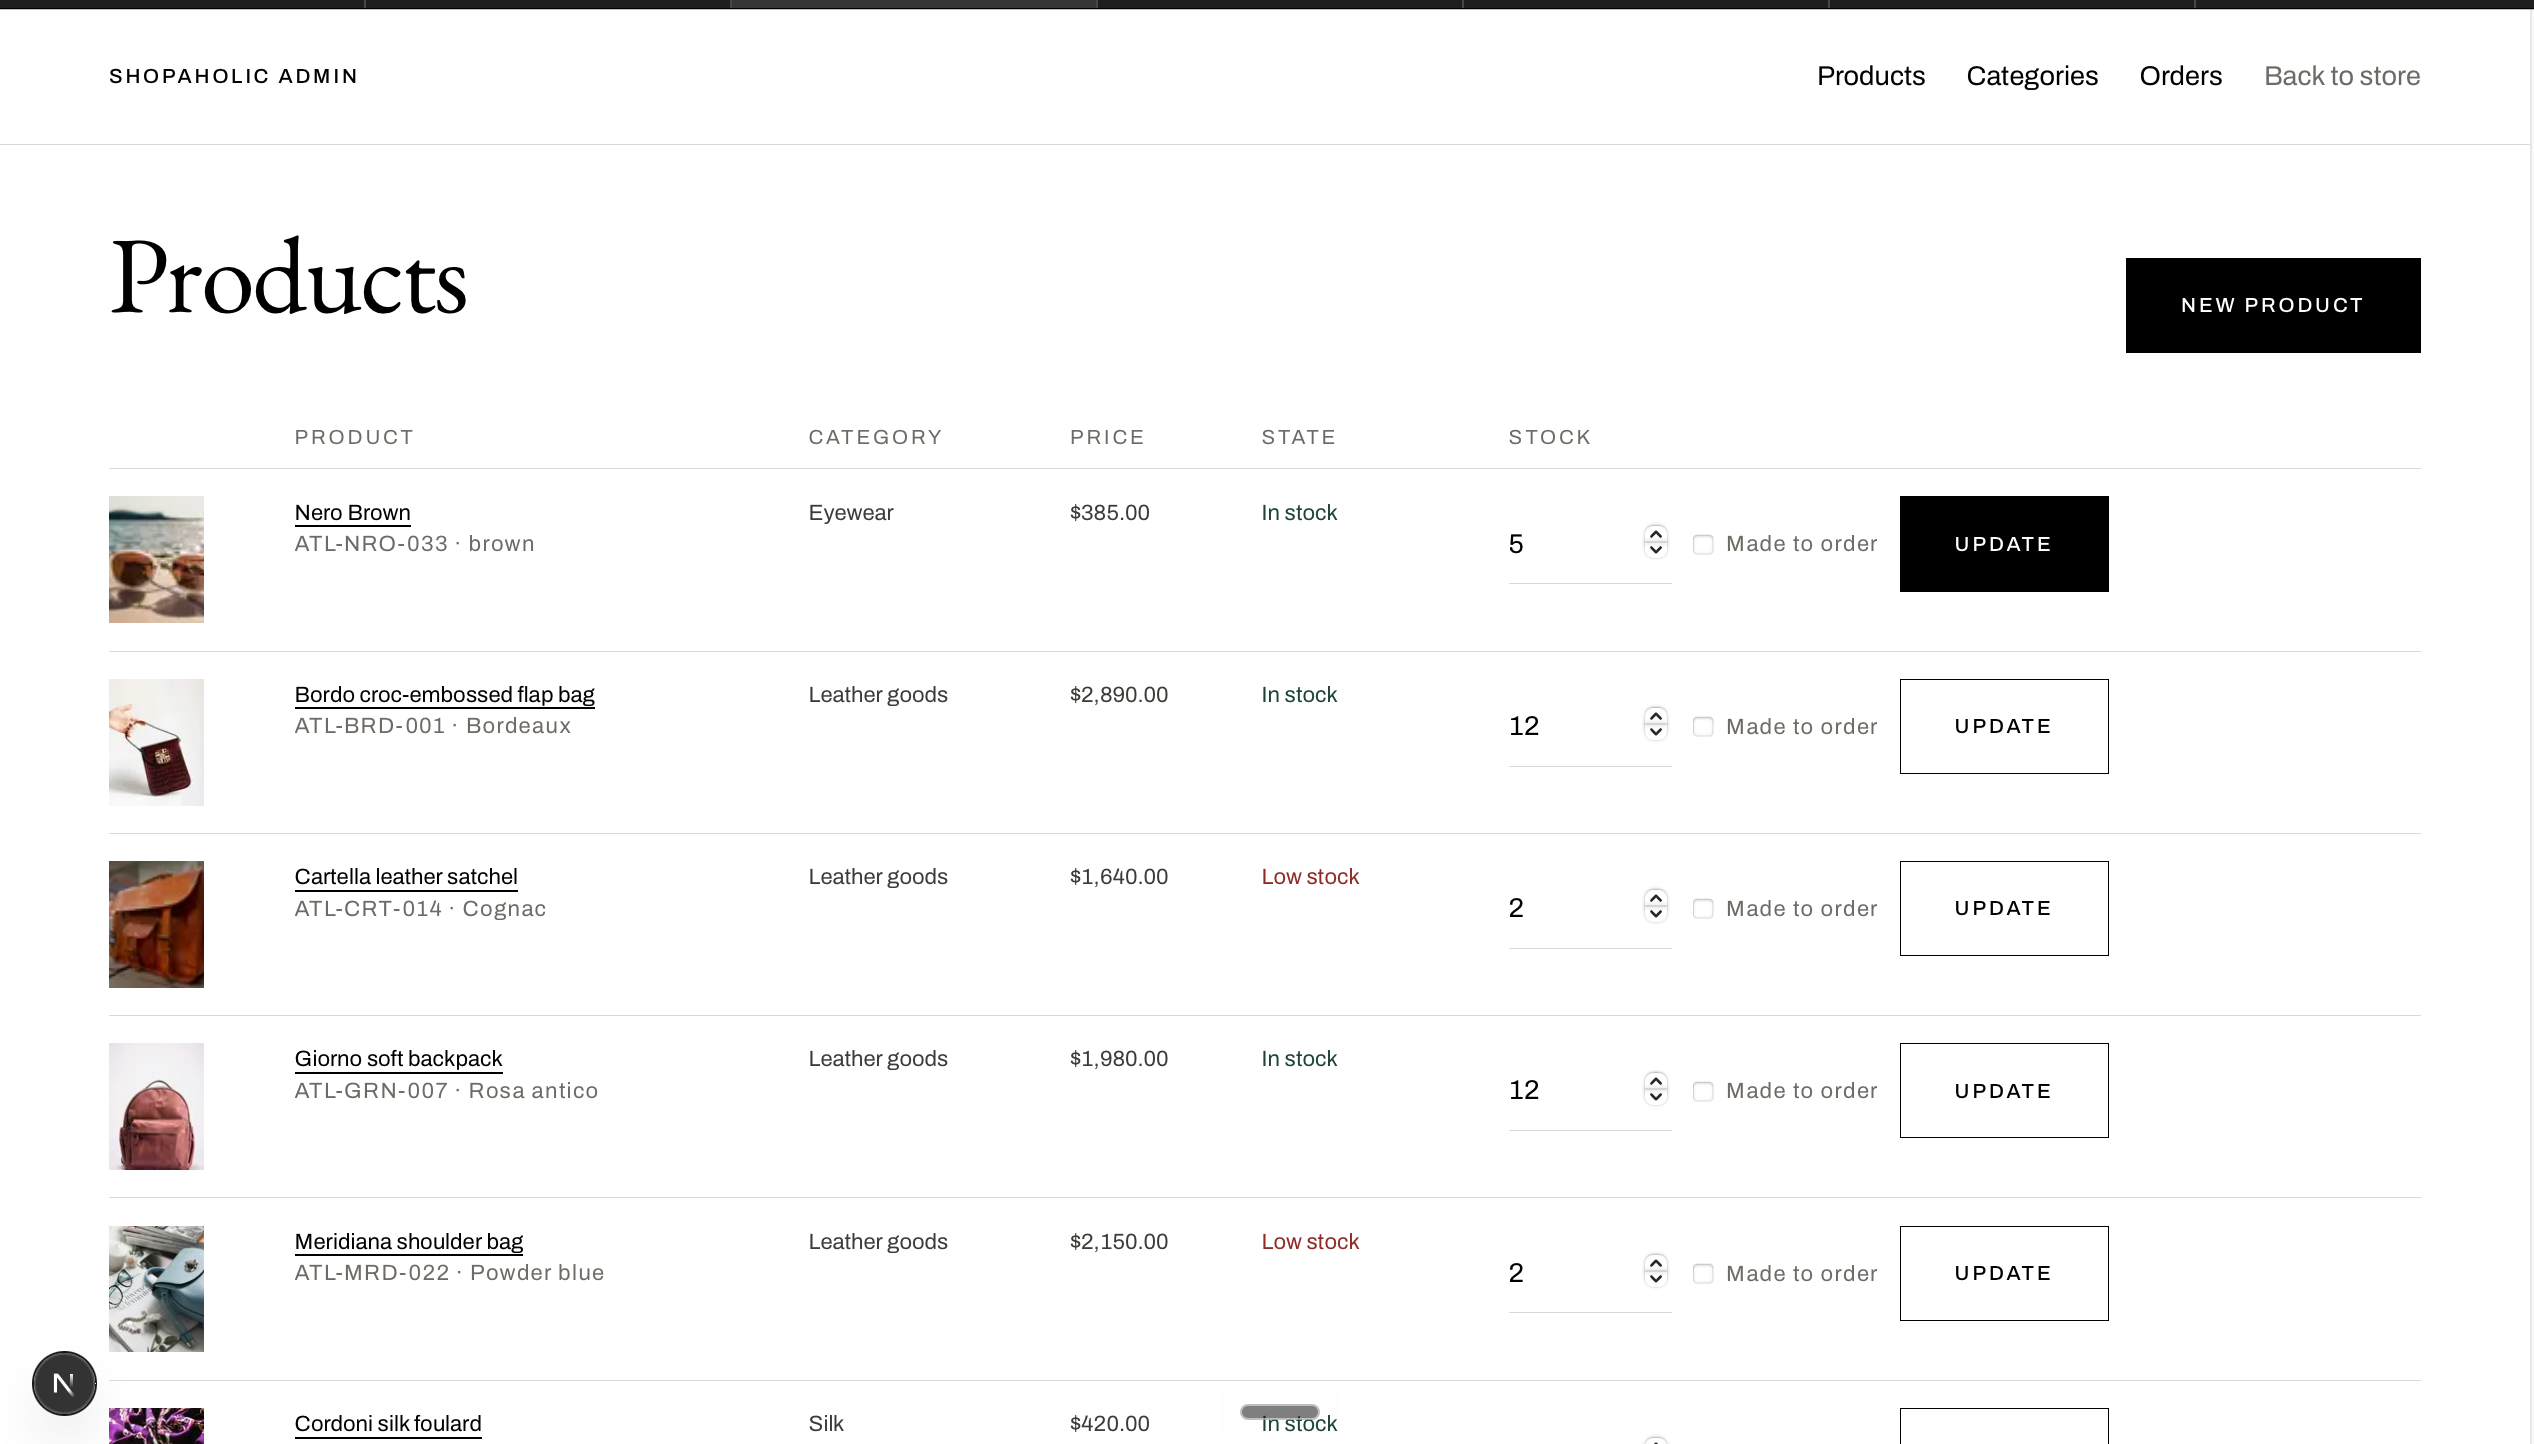 SHOPAHOLIC ADMIN
Products Categories Orders Back to store
Products
NEW PRODUCT
PRODUCT CATEGORY PRICE STATE STOCK
Nero Brown Eyewear $385.00 In stock
ATL-NRO-033 · brown
5 Made to order UPDATE
Bordo croc-embossed flap bag Leather goods $2,890.00 In stock
ATL-BRD-001 · Bordeaux
12 Made to order UPDATE
Cartella leather satchel Leather goods $1,640.00 Low stock
ATL-CRT-014 · Cognac
2 Made to order UPDATE
Giorno soft backpack Leather goods $1,980.00 In stock
ATL-GRN-007 · Rosa antico
12 Made to order UPDATE
Meridiana shoulder bag Leather goods $2,150.00 Low stock
ATL-MRD-022 · Powder blue
2 Made to order UPDATE
N
Cordoni silk foulard Silk $420.00 In stock